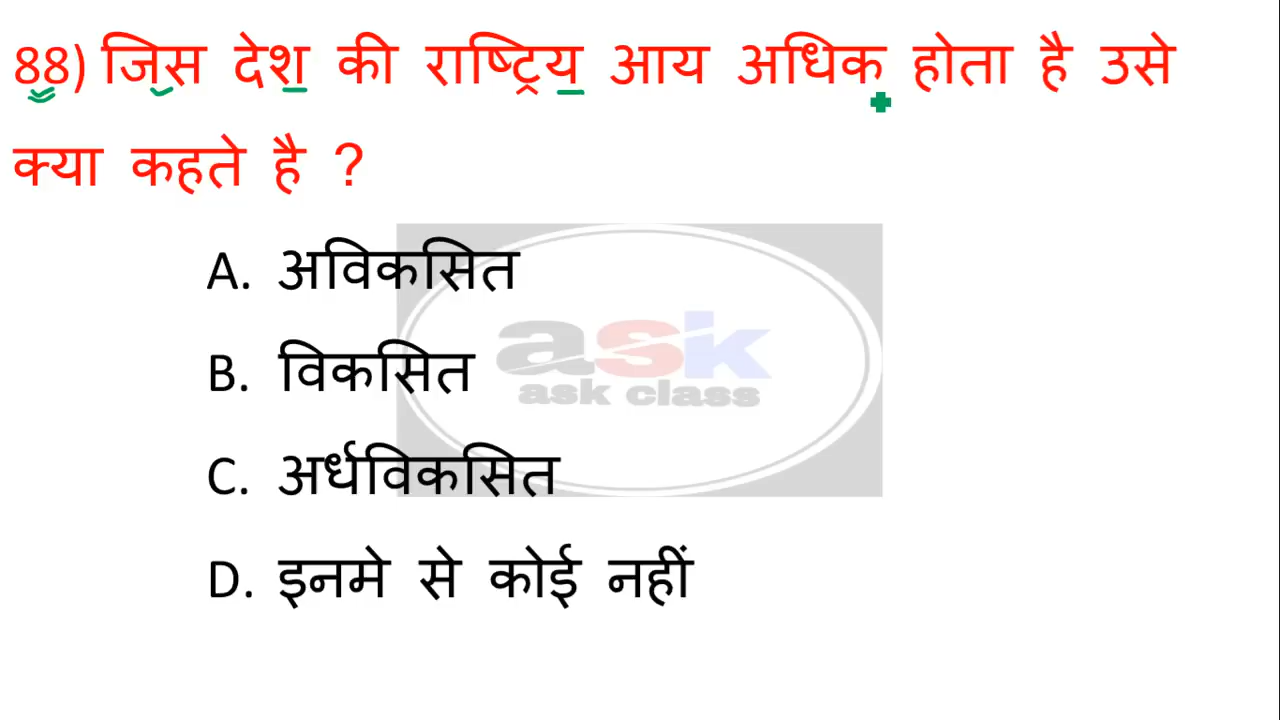 88) जिस देश की राष्ट्रिय आय अधिक होता है उसे
क्या कहते है ?
A. अविकसित
B. विकसित
C. अर्धविकसित
D. इनमे से कोई नहीं
ask
ask class